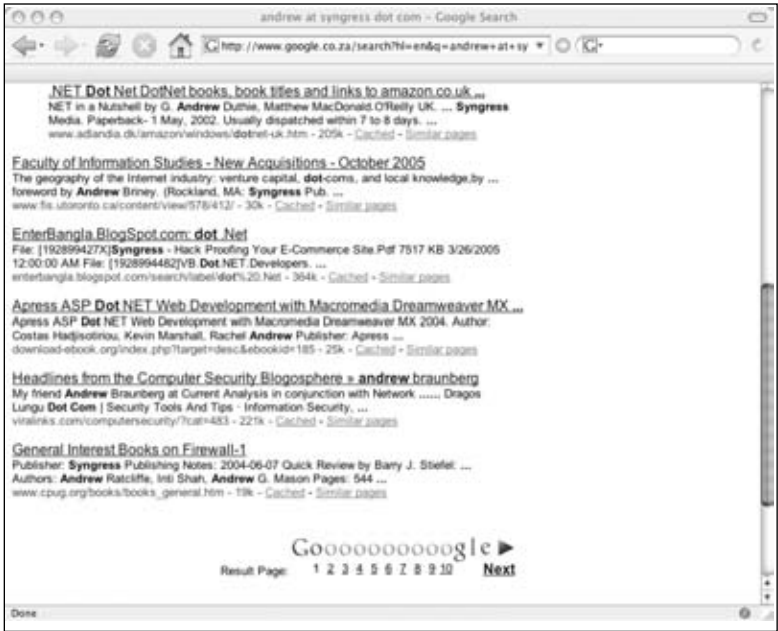 andrew at syngress dot com - Google Search
http://www.google.co.za/search?hl=en&q=andrew+at+sy
.NET Dot Net DotNet books, book titles and links to amazon.co.uk ...
NET in a Nutshell by G. Andrew Duthie, Matthew MacDonald.O'Reilly UK. ... Syngress
Media. Paperback- 1 May, 2002. Usually dispatched within 7 to 8 days. ...
www.adlandia.dk/amazon/windows/dotnet-uk.htm - 205k - Cached - Similar pages
Faculty of Information Studies - New Acquisitions - October 2005
The geography of the Internet industry: venture capital, dot-coms, and local knowledge,by ...
foreword by Andrew Briney. (Rockland, MA: Syngress Pub. ...
www.fis.utoronto.ca/content/view/578/412/ - 30k - Cached - Similar pages
EnterBangla.BlogSpot.com: dot .Net
File: [192899427X]Syngress - Hack Proofing Your E-Commerce Site.Pdf 7517 KB 3/26/2005
12:00:00 AM File: [1928994482]VB.Dot.NET.Developers. ...
enterbangla.blogspot.com/search/label/dot%20.Net - 364k - Cached - Similar pages
Apress ASP Dot NET Web Development with Macromedia Dreamweaver MX ...
Apress ASP Dot NET Web Development with Macromedia Dreamweaver MX 2004. Author:
Costas Hadjisotiriou, Kevin Marshall, Rachel Andrew Publisher: Apress ...
download-ebook.org/index.php?target=desc&ebookid=185 - 25k - Cached - Similar pages
Headlines from the Computer Security Blogosphere » andrew braunberg
My friend Andrew Braunberg at Current Analysis in conjunction with Network ...... Dragos
Lungu Dot Com | Security Tools And Tips · Information Security, ...
viralinks.com/computersecurity/?cat=483 - 221k - Cached - Similar pages
General Interest Books on Firewall-1
Publisher: Syngress Publishing Notes: 2004-06-07 Quick Review by Barry J. Stiefel: ...
Authors: Andrew Ratcliffe, Inti Shah, Andrew G. Mason Pages: 544 ...
www.cpug.org/books/books_general.htm - 19k - Cached - Similar pages
Goooooooooogle
Result Page: 1 2 3 4 5 6 7 8 9 10 Next
Done